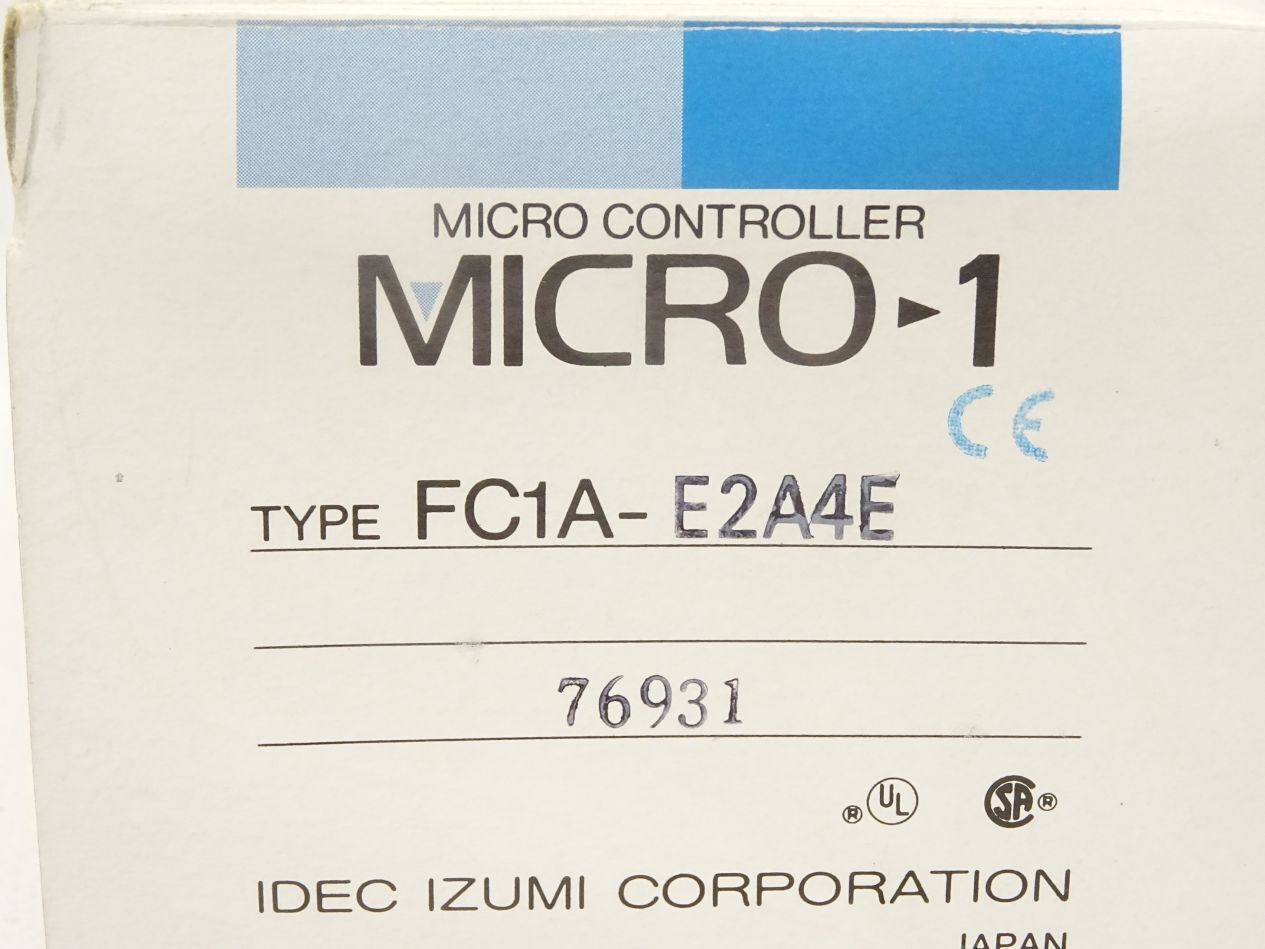 MICRO CONTROLLER
MICRO▸1
CE
TYPE FC1A-E2A4E
76931
® UL SA ®
IDEC IZUMI CORPORATION
JAPAN